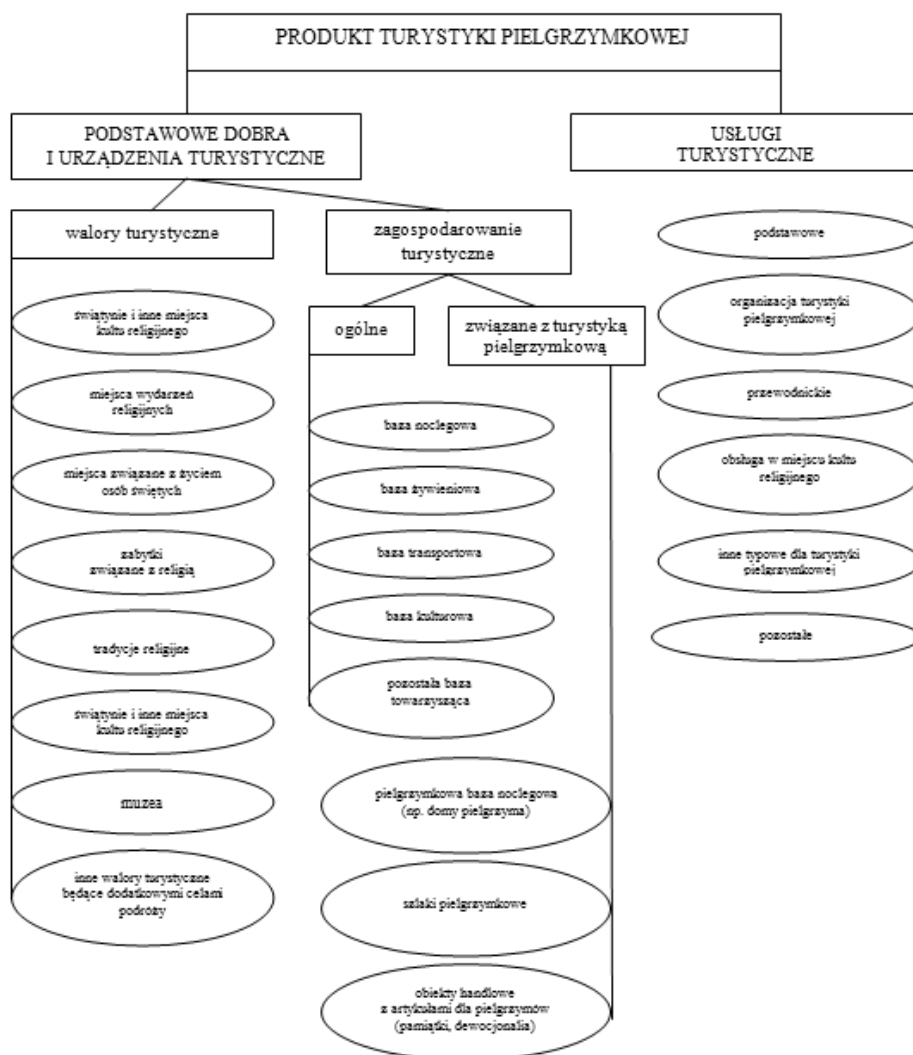 PRODUKT TURYSTYKI PIELGRZYMKOWEJ
PODSTAWOWE DOBRA
I URZĄDZENIA TURYSTYCZNE
USŁUGI
TURYSTYCZNE
walory turystyczne
zagospodarowanie
turystyczne
ogólne
związane z turystyką
pielgrzymkową
świątynie i inne miejsca
kultu religijnego
miejsca wydarzeń
religijnych
miejsca związane z życiem
osób świętych
zabytki
związane z religią
tradycje religijne
świątynie i inne miejsca
kultu religijnego
muzea
inne walory turystyczne
będące dodatkowymi celami
podróży
baza noclegowa
baza żywieniowa
baza transportowa
baza kulturowa
pozostała baza
towarzysząca
pielgrzymkowa baza noclegowa
(np. domy pielgrzyma)
szlaki pielgrzymkowe
obiekty handlowe
z artykułami dla pielgrzymów
(pamiątki, dewocjonalia)
podstawowe
organizacja turystyki
pielgrzymkowej
przewodnickie
obsługa w miejscu kultu
religijnego
inne typowe dla turystyki
pielgrzymkowej
pozostałe